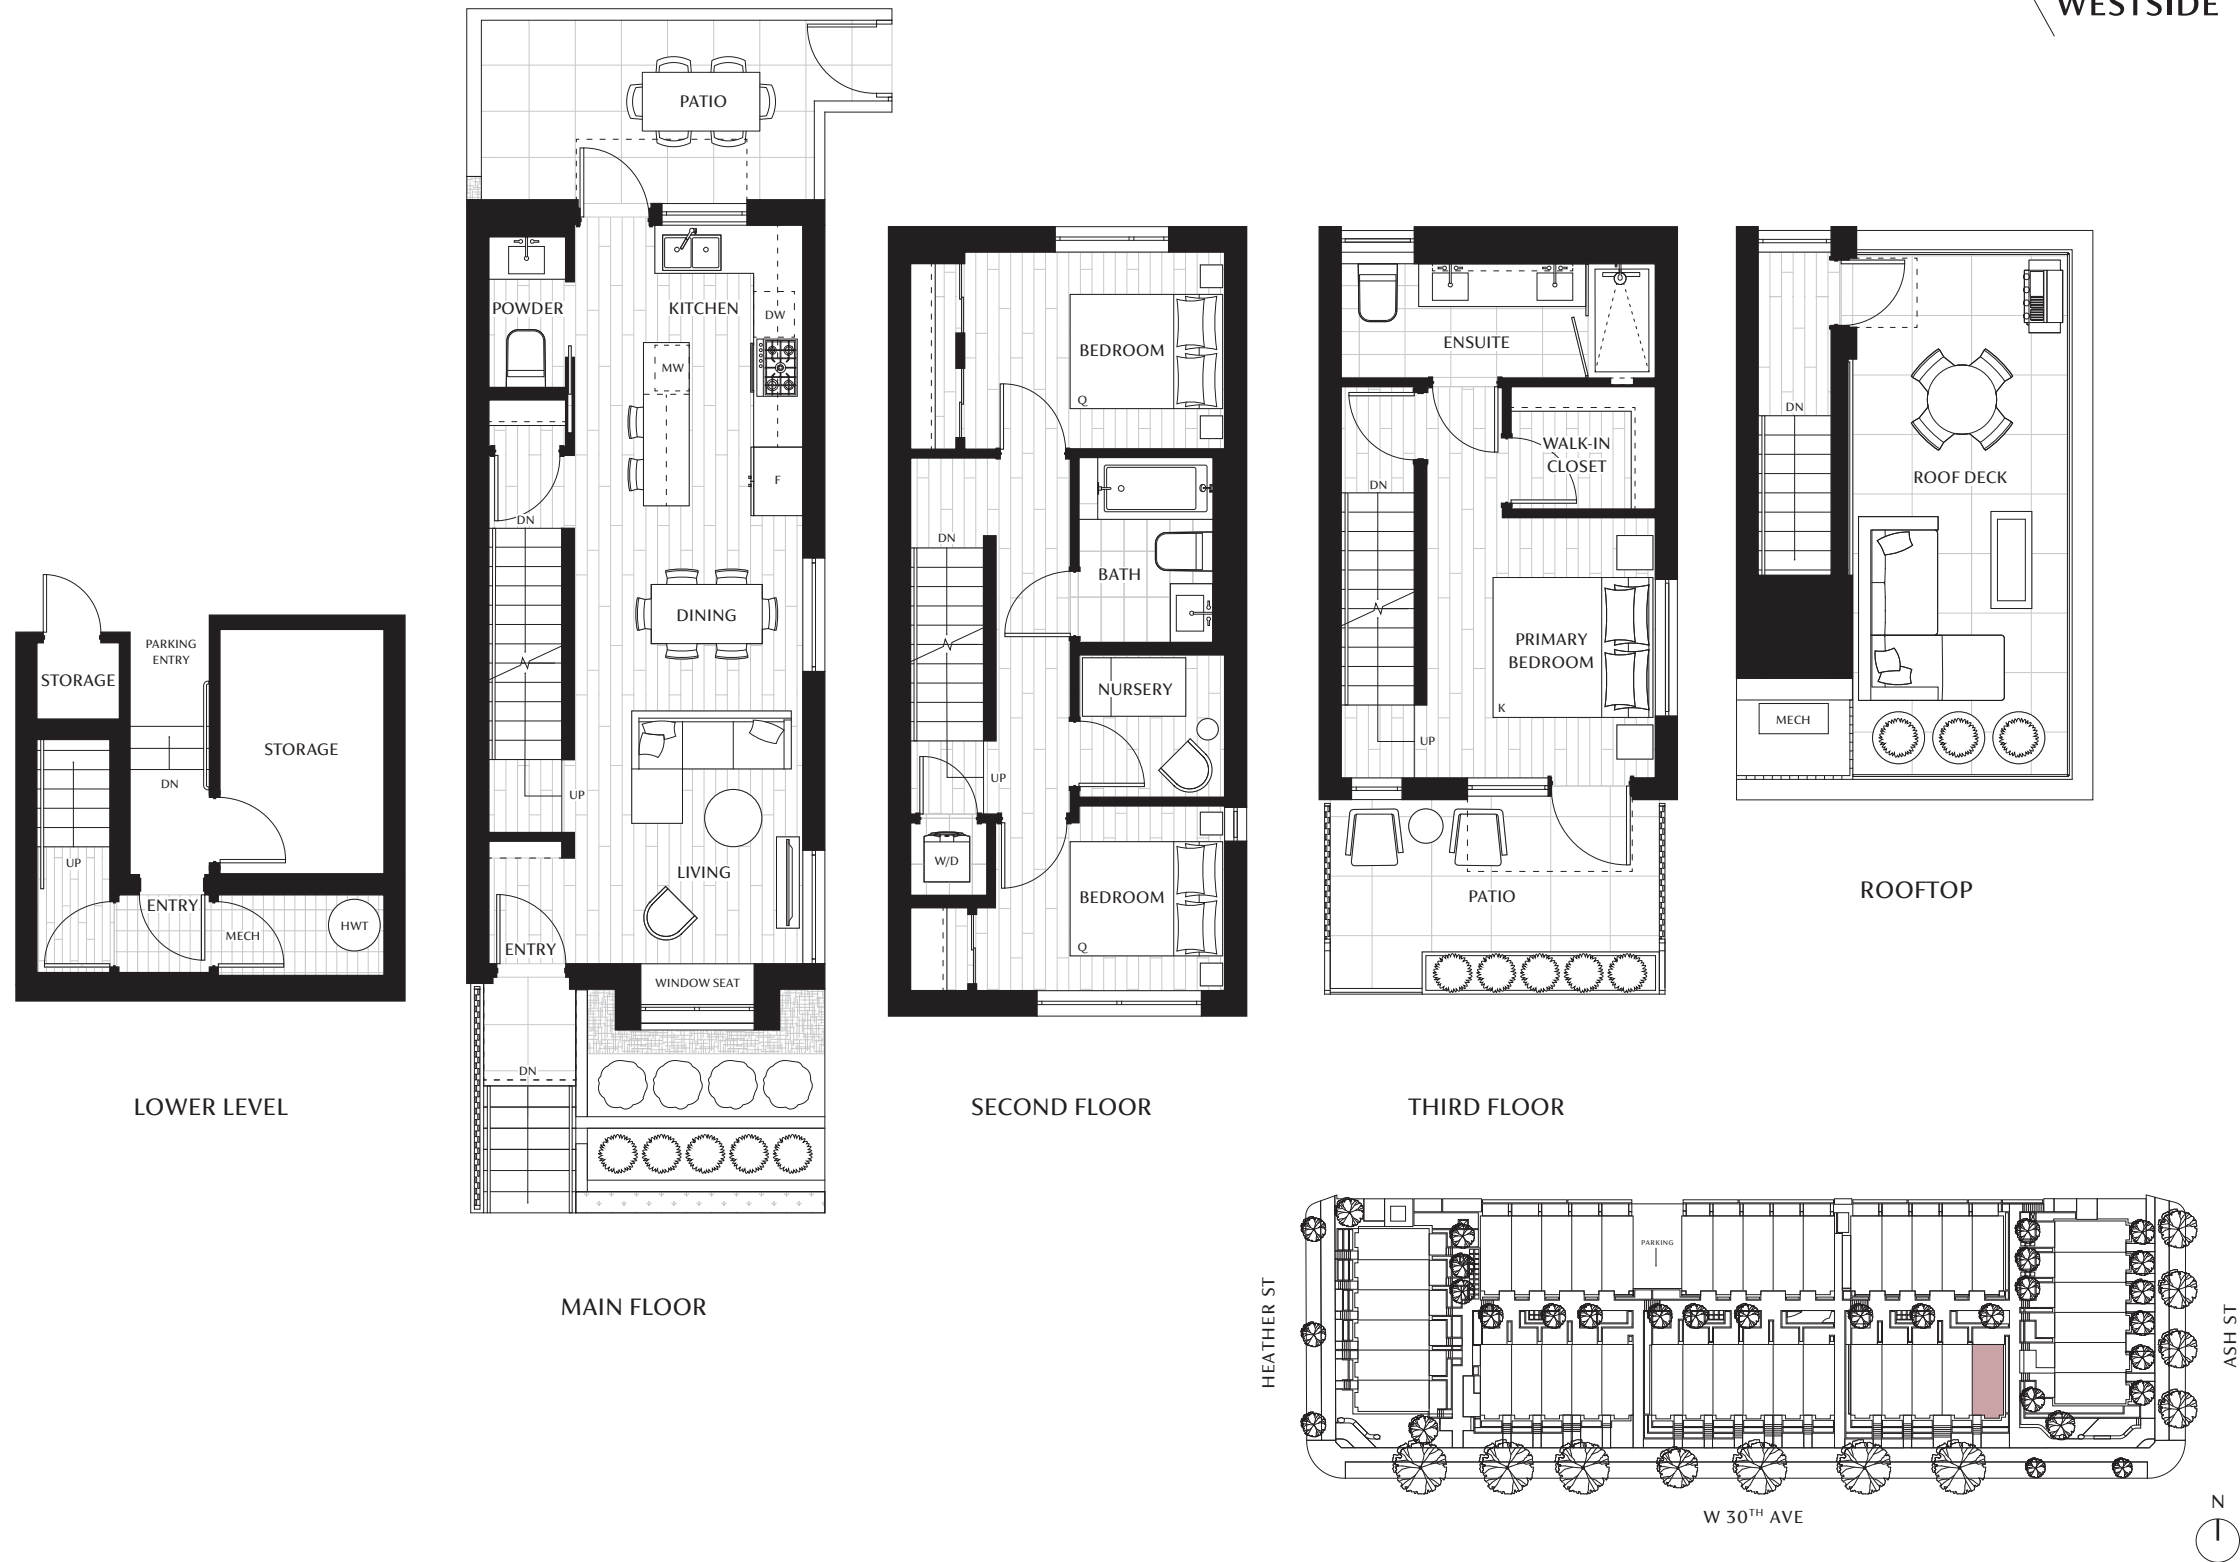 WESTSIDE
STORAGE
PARKING
ENTRY
STORAGE
DN
UP
ENTRY
MECH
HWT
LOWER LEVEL
PATIO
POWDER
KITCHEN
DW
MW
F
DN
DINING
UP
LIVING
ENTRY
WINDOW SEAT
DN
MAIN FLOOR
BEDROOM
Q
DN
BATH
NURSERY
UP
W/D
BEDROOM
Q
SECOND FLOOR
ENSUITE
WALK-IN
CLOSET
DN
PRIMARY
BEDROOM
K
UP
PATIO
THIRD FLOOR
DN
ROOF DECK
MECH
ROOFTOP
PARKING
HEATHER ST
ASH ST
W 30TH AVE
N